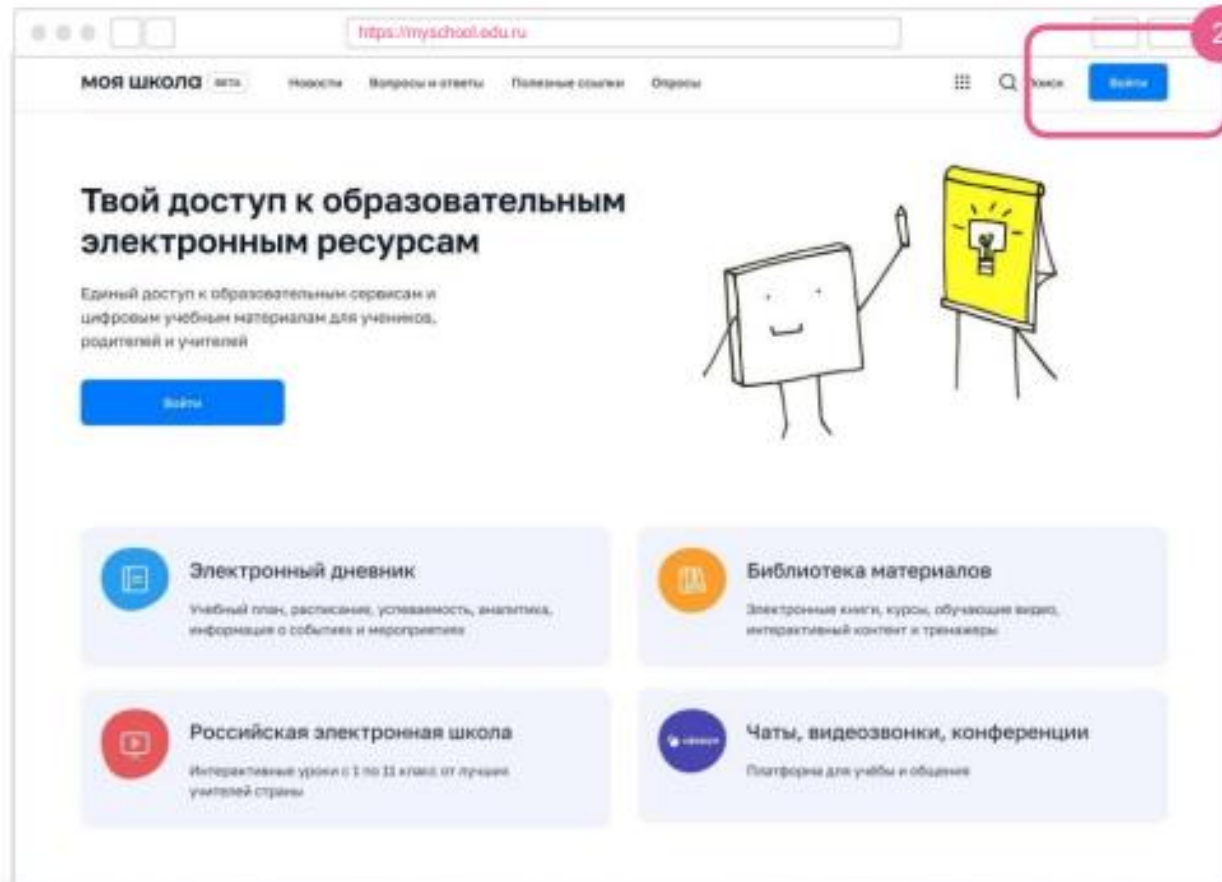 https://myschool.edu.ru
2
МОЯ ШКОЛА БЕТА Новости Вопросы и ответы Полезные ссылки Опросы Поиск Войти
Твой доступ к образовательным
электронным ресурсам
Единый доступ к образовательным сервисам и
цифровым учебным материалам для учеников,
родителей и учителей
Войти
Электронный дневник
Учебный план, расписание, успеваемость, аналитика,
информация о событиях и мероприятиях
Библиотека материалов
Электронные книги, курсы, обучающие видео,
интерактивный контент и тренажеры
Российская электронная школа
Интерактивные уроки с 1 по 11 класс от лучших
учителей страны
Чаты, видеозвонки, конференции
Платформа для учёбы и общения